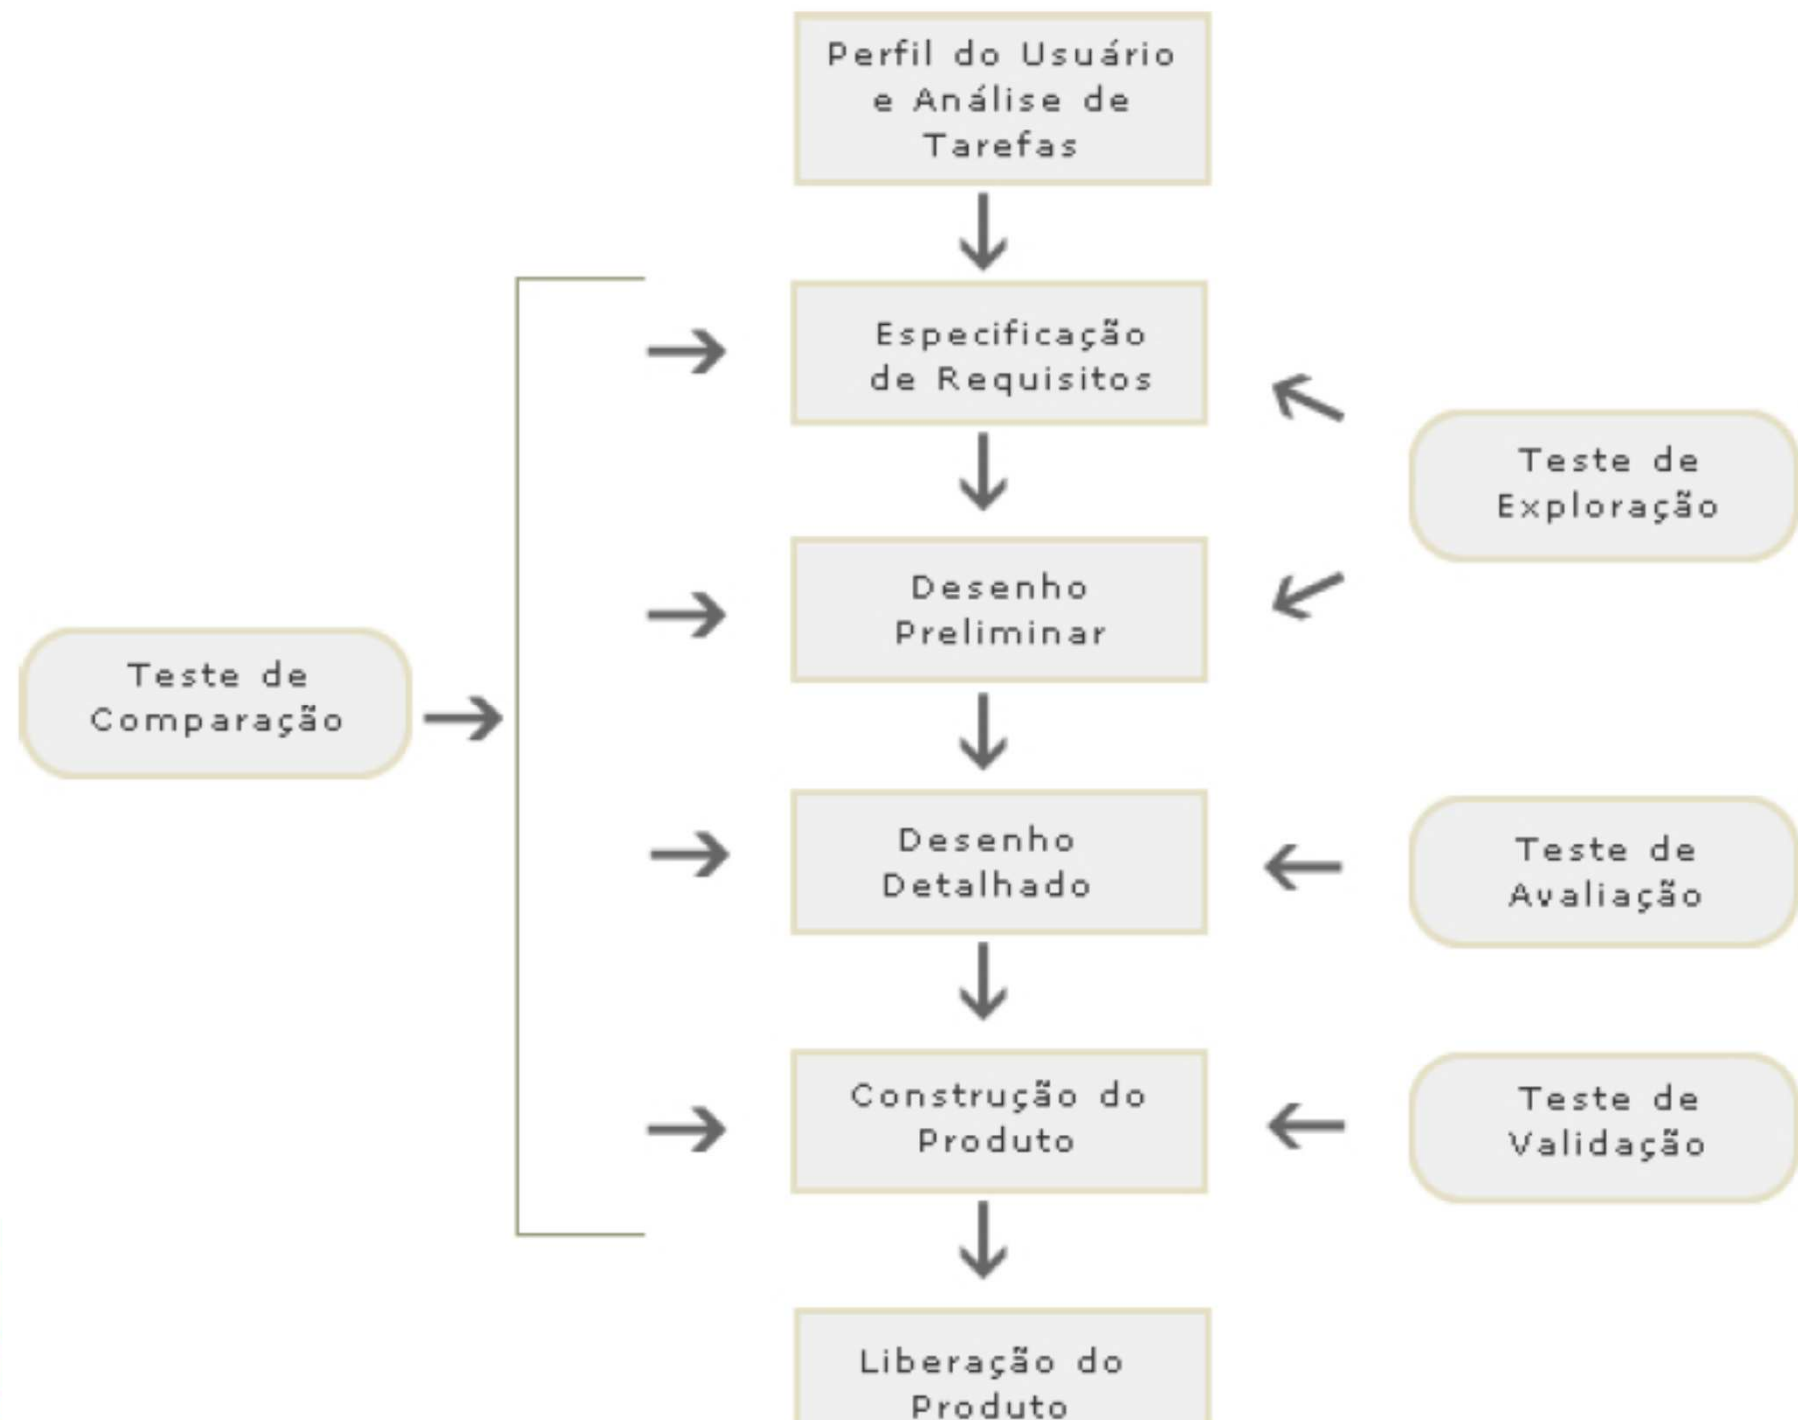 Perfil do Usuário
e Análise de
Tarefas
Especificação
de Requisitos
Teste de
Exploração
Desenho
Preliminar
Teste de
Comparação
Desenho
Detalhado
Teste de
Avaliação
Construção do
Produto
Teste de
Validação
Liberação do
Produto